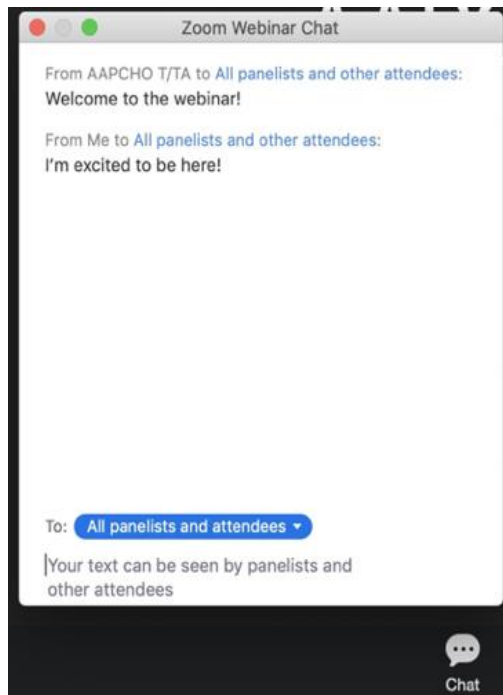 Zoom Webinar Chat
From AAPCHO T/TA to All panelists and other attendees:
Welcome to the webinar!
From Me to All panelists and other attendees:
I'm excited to be here!
To: All panelists and attendees
Your text can be seen by panelists and
other attendees
Chat